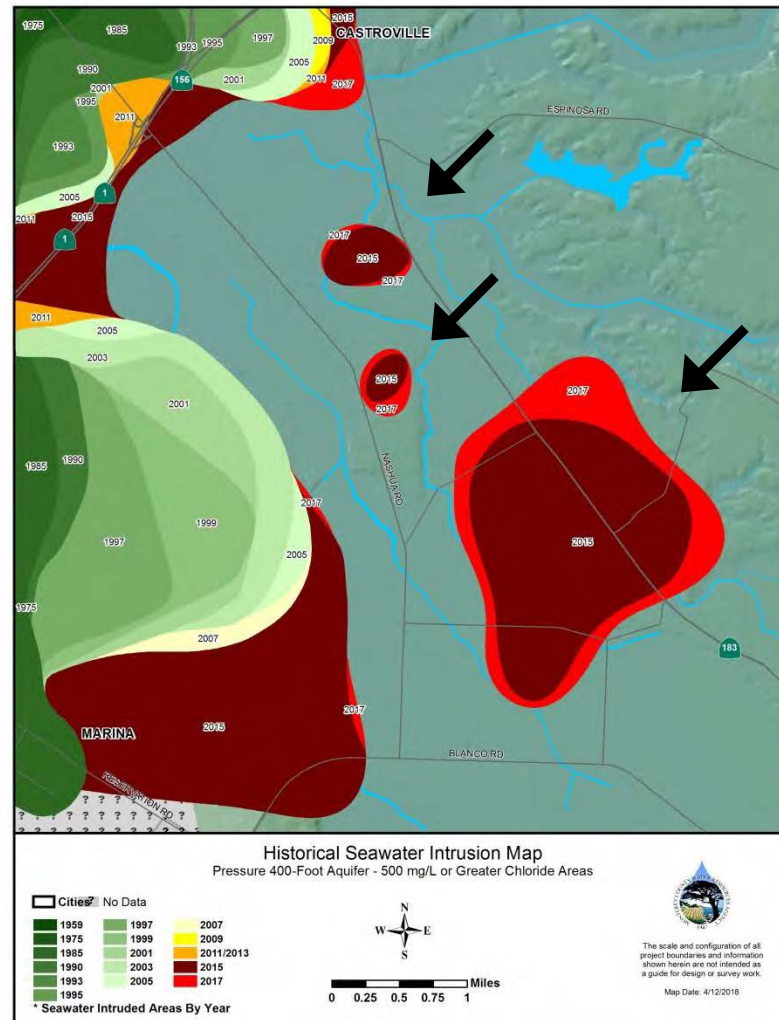 1975
1985
1993
1995
1997
2015
2009
CASTROVILLE
2005
1990
2001
156
2001
2011
2017
1995
2011
ESPINOSA RD
1993
2005
1
2011
2015
1
2017
2015
2017
2011
2005
2003
2015
2017
2017
2001
1985
1990
NASHUA RD
2017
1999
2005
1997
2015
1975
2007
183
2015
2017
MARINA
BLANCO RD
RESERVATION RD
? ? ? ? ? ? ?
Historical Seawater Intrusion Map
Pressure 400-Foot Aquifer - 500 mg/L or Greater Chloride Areas
Cities ? No Data
1959 1997 2007
1975 1999 2009
1985 2001 2011/2013
1990 2003 2015
1993 2005 2017
1995
* Seawater Intruded Areas By Year
N
W E
S
Miles
0 0.25 0.5 0.75 1
The scale and configuration of all
project boundaries and information
shown herein are not intended as
a guide for design or survey work.
Map Date: 4/12/2018